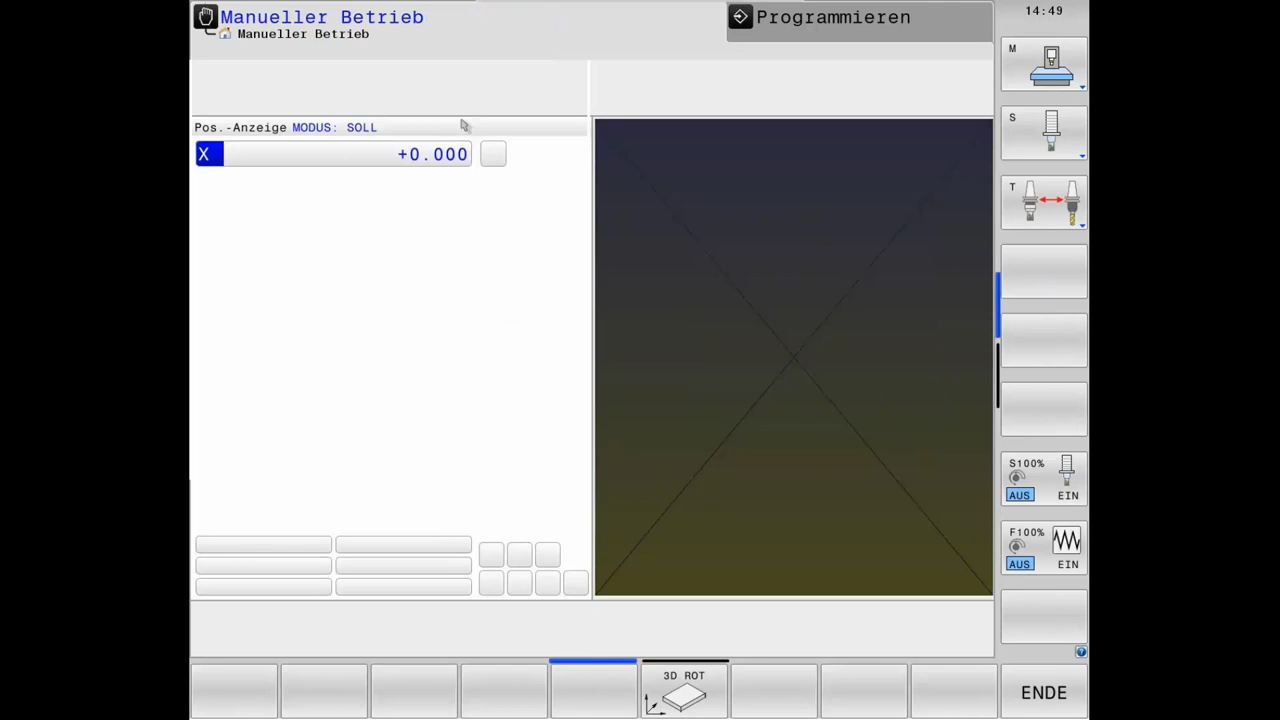 Manueller Betrieb
Manueller Betrieb
Programmieren
14:49
Pos.-Anzeige MODUS: SOLL
X +0.000
M
S
T
S100%
AUS EIN
F100%
AUS EIN
3D ROT
ENDE